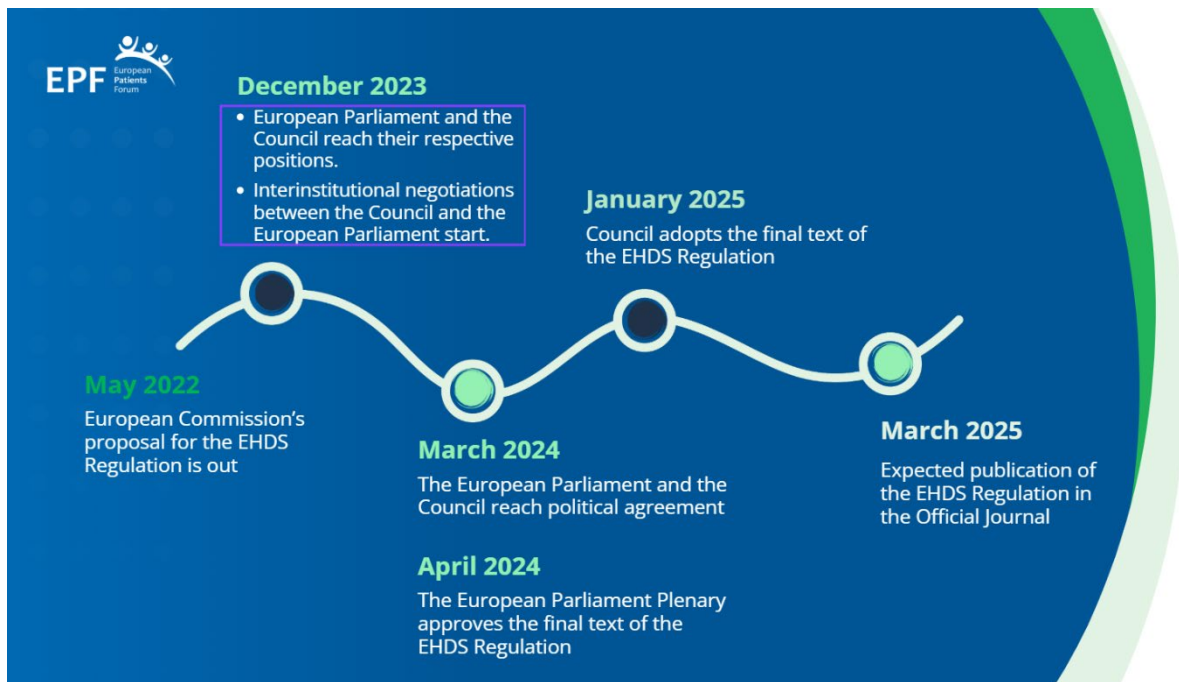 EPF
European
Patients
Forum
December 2023
• European Parliament and the
Council reach their respective
positions.
• Interinstitutional negotiations
between the Council and the
European Parliament start.
January 2025
Council adopts the final text of
the EHDS Regulation
May 2022
European Commission’s
proposal for the EHDS
Regulation is out
March 2024
The European Parliament and the
Council reach political agreement
April 2024
The European Parliament Plenary
approves the final text of the
EHDS Regulation
March 2025
Expected publication of
the EHDS Regulation in
the Official Journal